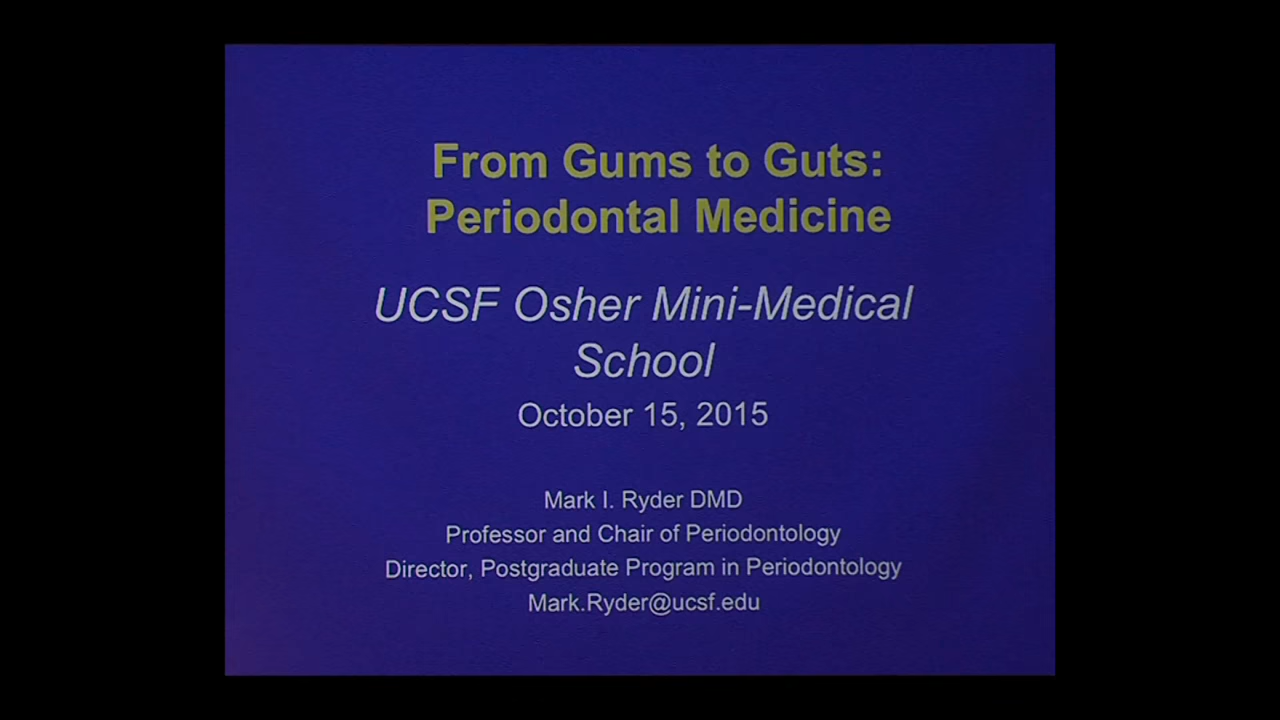 From Gums to Guts:
Periodontal Medicine
UCSF Osher Mini-Medical
School
October 15, 2015
Mark I. Ryder DMD
Professor and Chair of Periodontology
Director, Postgraduate Program in Periodontology
Mark.Ryder@ucsf.edu